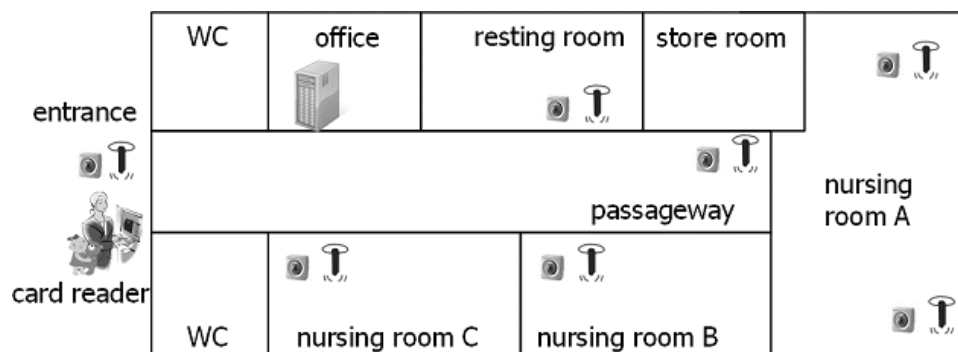 WC
office
resting room
store room
entrance
nursing
room A
passageway
card reader
WC
nursing room C
nursing room B